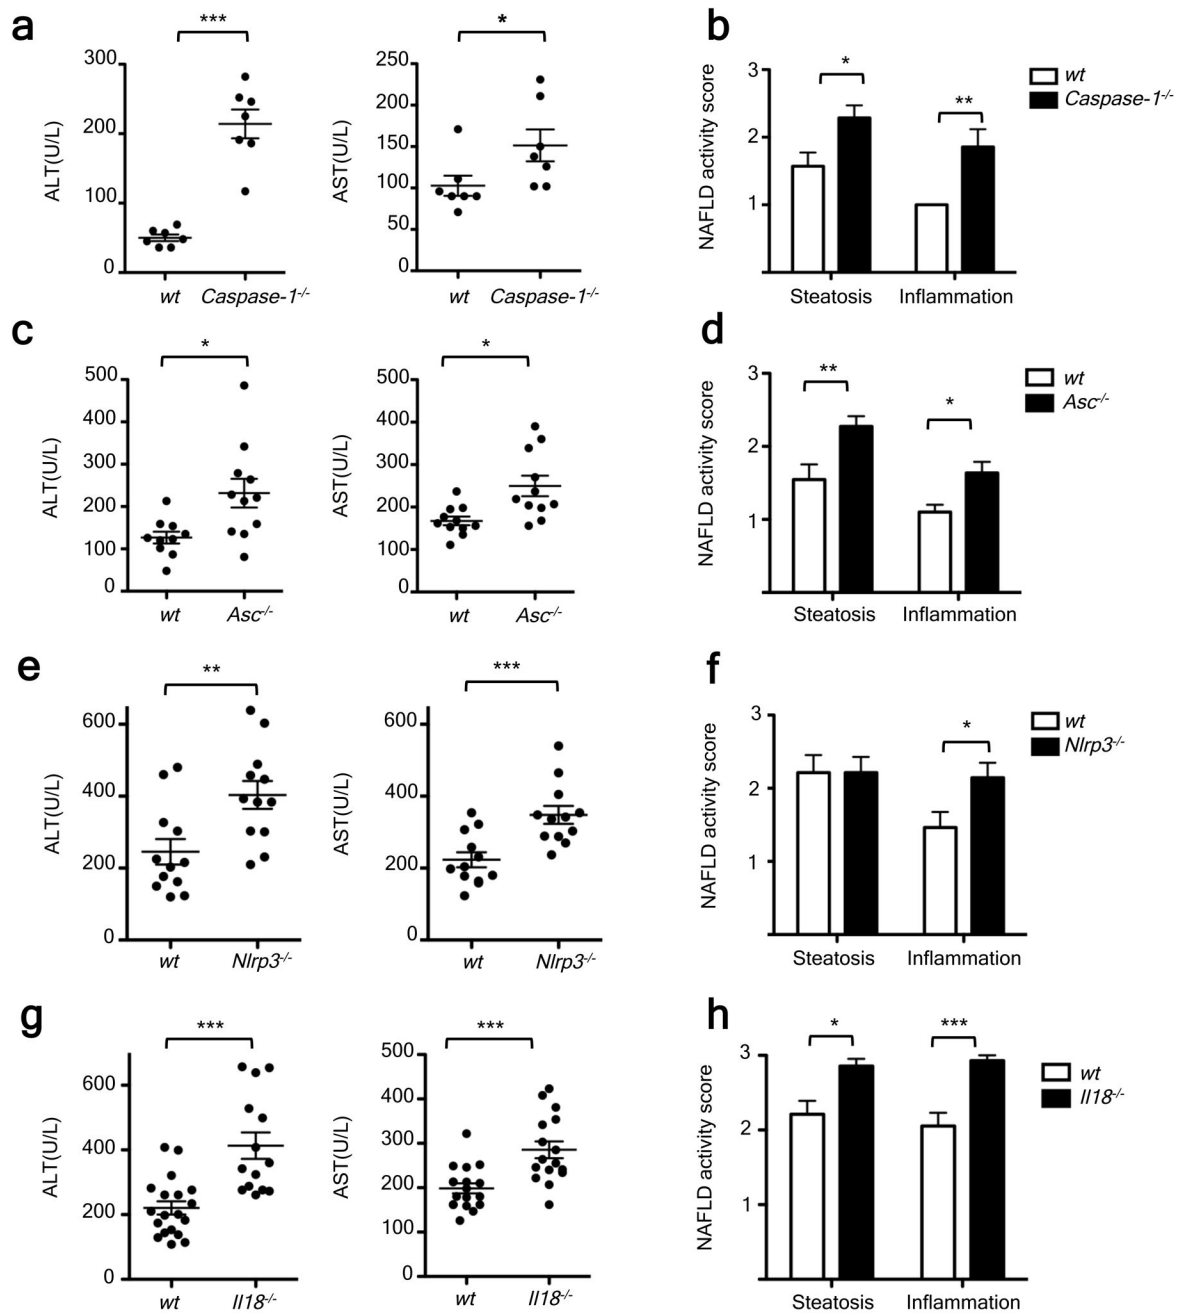 a
***
ALT(U/L)
300
200
100
0
wt Caspase-1-/-
*
AST(U/L)
250
200
150
100
50
0
wt Caspase-1-/-
b
NAFLD activity score
3
2
1
*
**
wt
Caspase-1-/-
Steatosis Inflammation
c
*
ALT(U/L)
500
400
300
200
100
0
wt Asc-/-
*
AST(U/L)
500
400
300
200
100
0
wt Asc-/-
d
NAFLD activity score
3
2
1
**
*
wt
Asc-/-
Steatosis Inflammation
e
**
ALT(U/L)
600
400
200
0
wt Nlrp3-/-
***
AST(U/L)
600
400
200
0
wt Nlrp3-/-
f
NAFLD activity score
3
2
1
*
wt
Nlrp3-/-
Steatosis Inflammation
g
***
ALT(U/L)
600
400
200
0
wt Il18-/-
***
AST(U/L)
500
400
300
200
100
0
wt Il18-/-
h
NAFLD activity score
3
2
1
*
***
wt
Il18-/-
Steatosis Inflammation